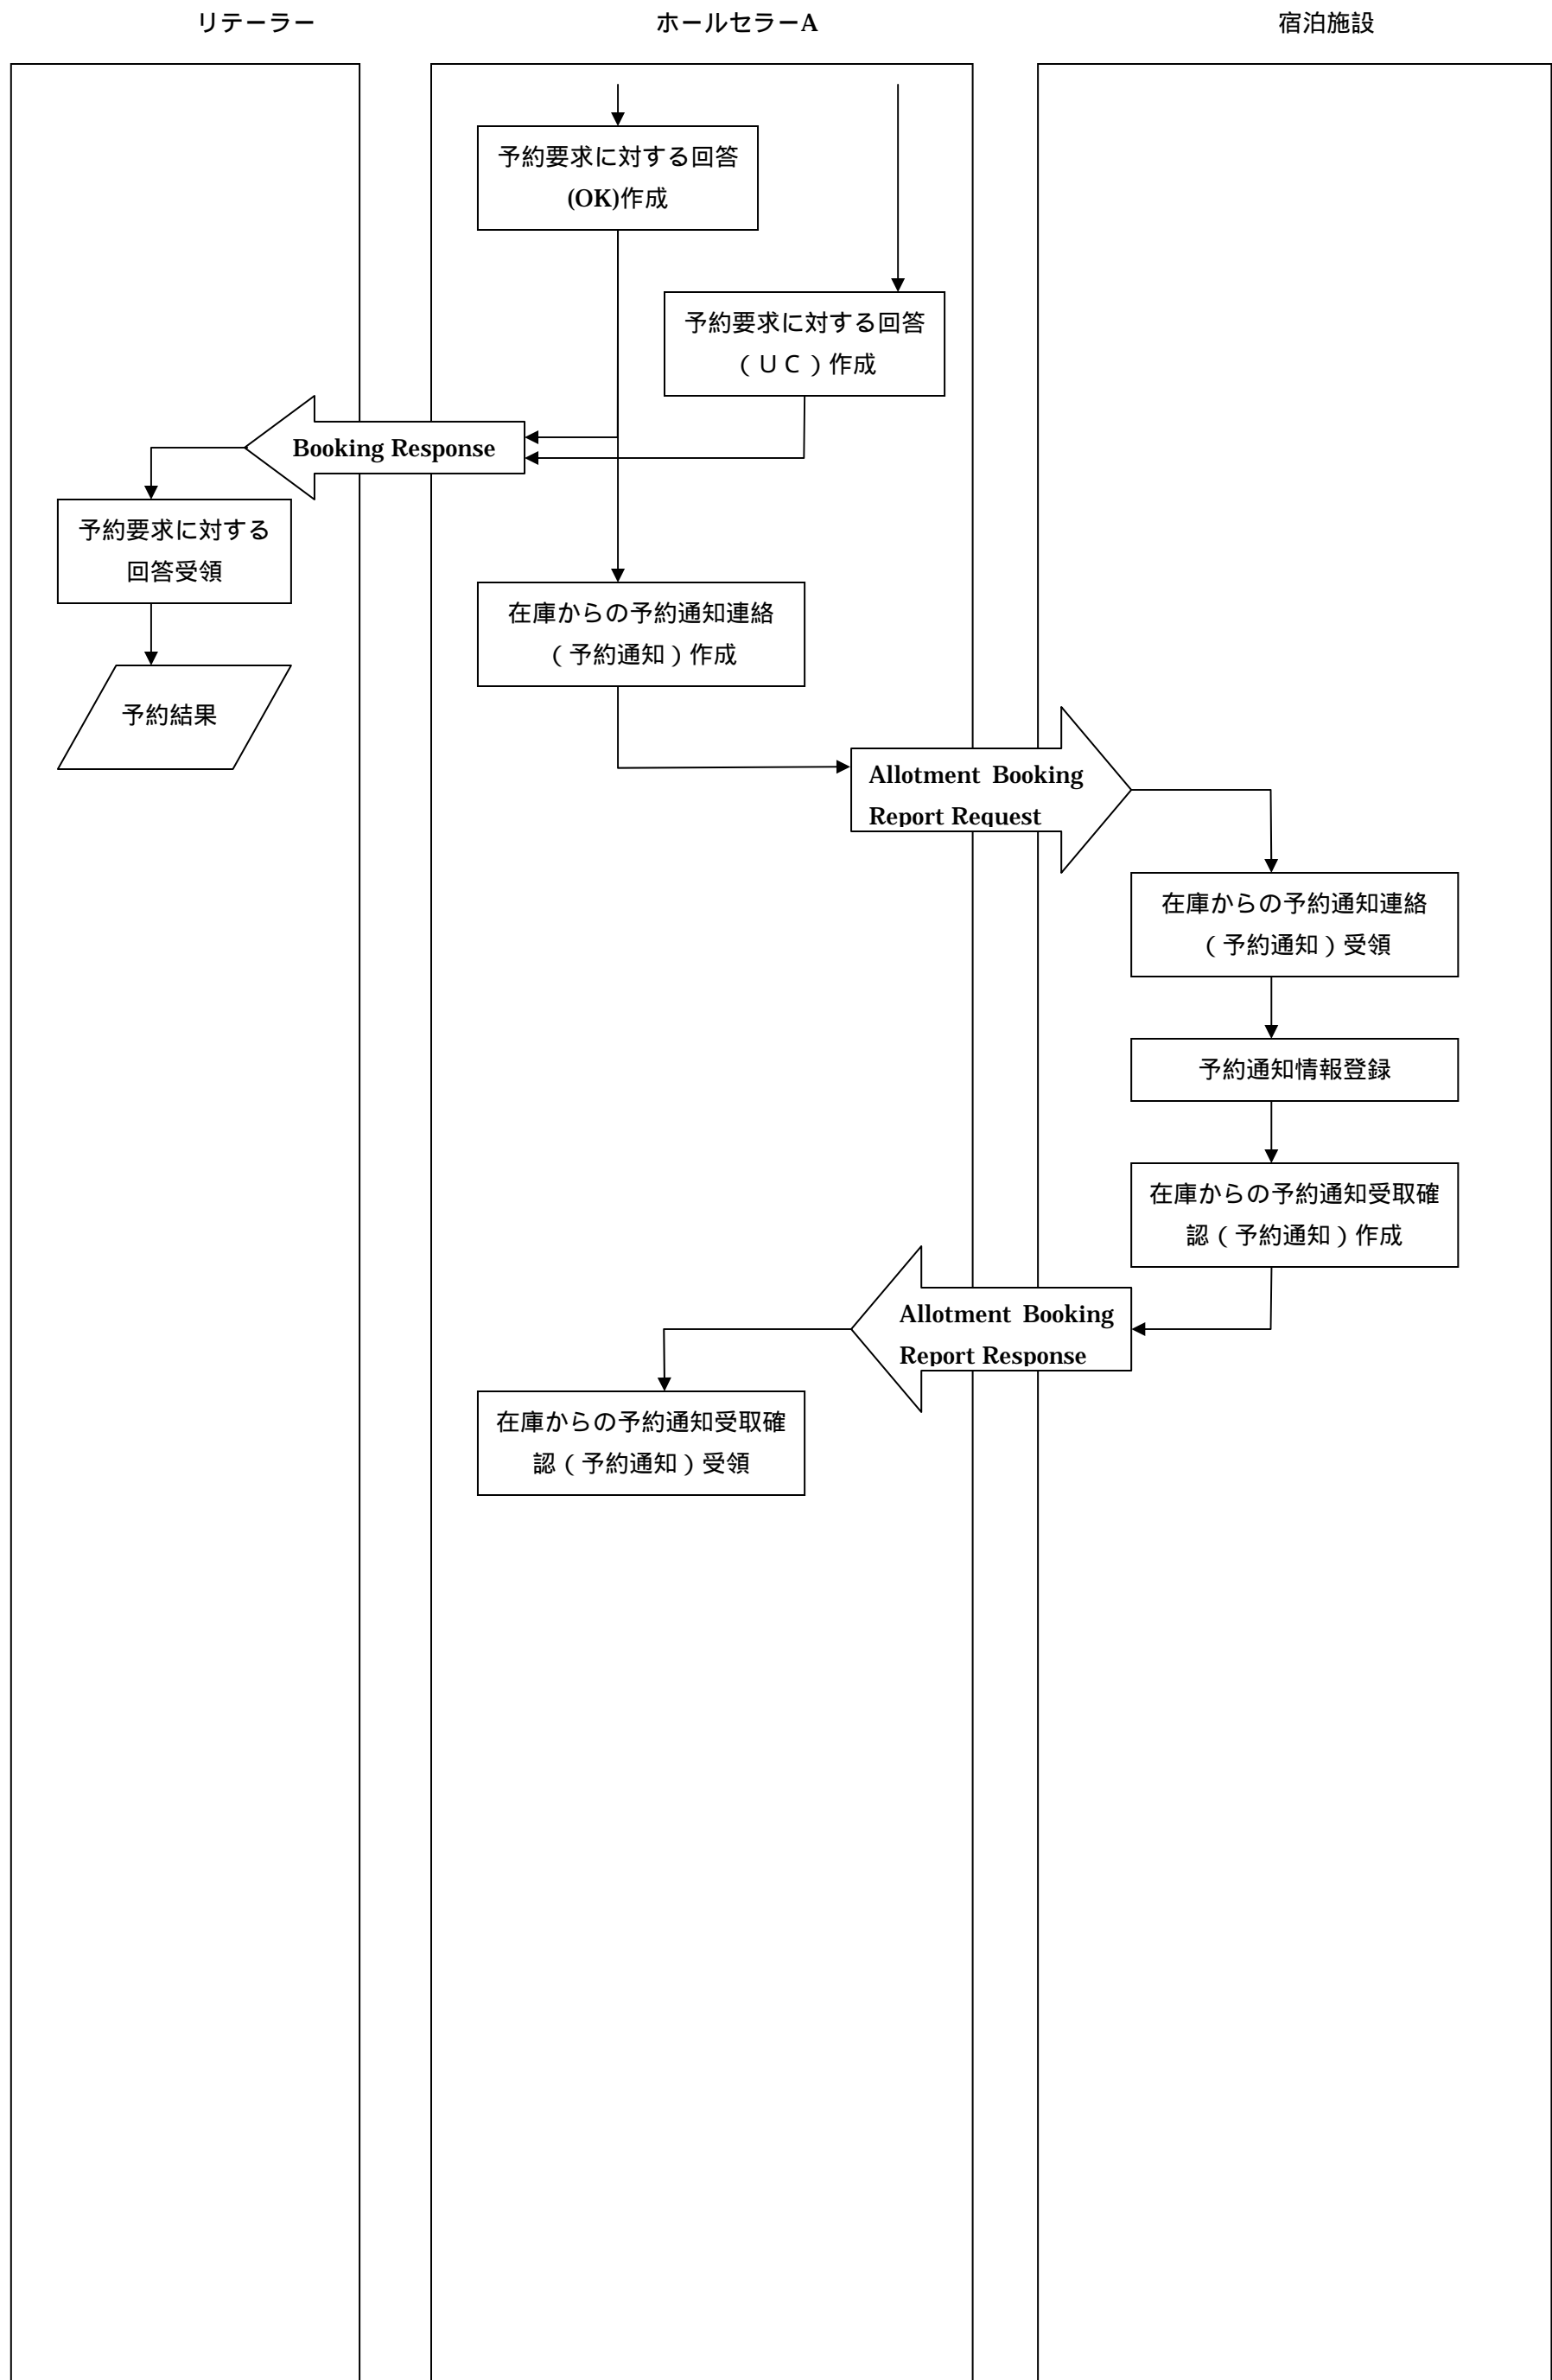 リテーラー
ホールセラーA
宿泊施設
予約要求に対する回答
(OK)作成
予約要求に対する回答
（ＵＣ）作成
Booking Response
予約要求に対する
回答受領
予約結果
在庫からの予約通知連絡
（予約通知）作成
Allotment Booking
Report Request
在庫からの予約通知連絡
（予約通知）受領
予約通知情報登録
在庫からの予約通知受取確
認（予約通知）作成
Allotment Booking
Report Response
在庫からの予約通知受取確
認（予約通知）受領